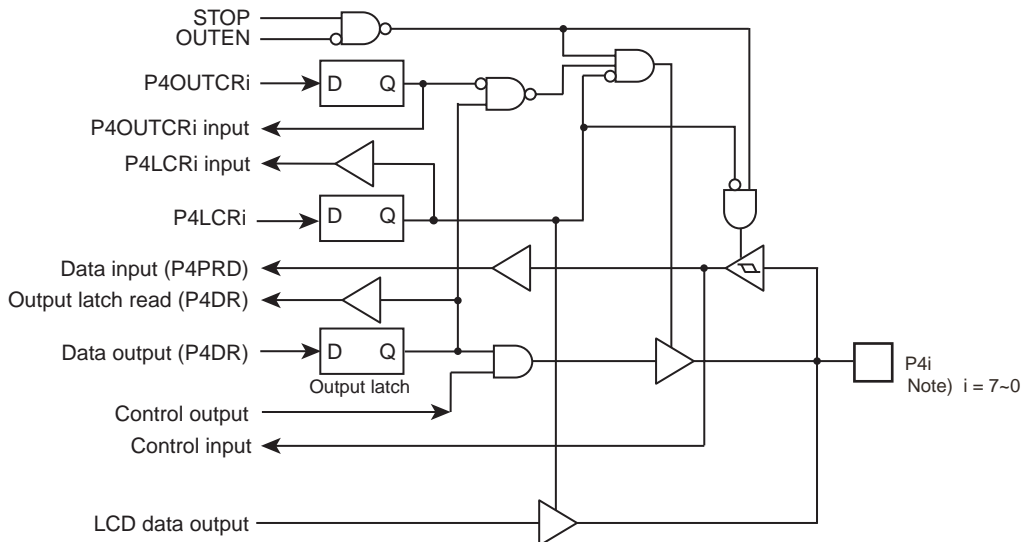 STOP
OUTEN
P4OUTCRi
D Q
P4OUTCRi input
P4LCRi input
P4LCRi
D Q
Data input (P4PRD)
Output latch read (P4DR)
Data output (P4DR)
D Q
Output latch
P4i
Note) i = 7~0
Control output
Control input
LCD data output